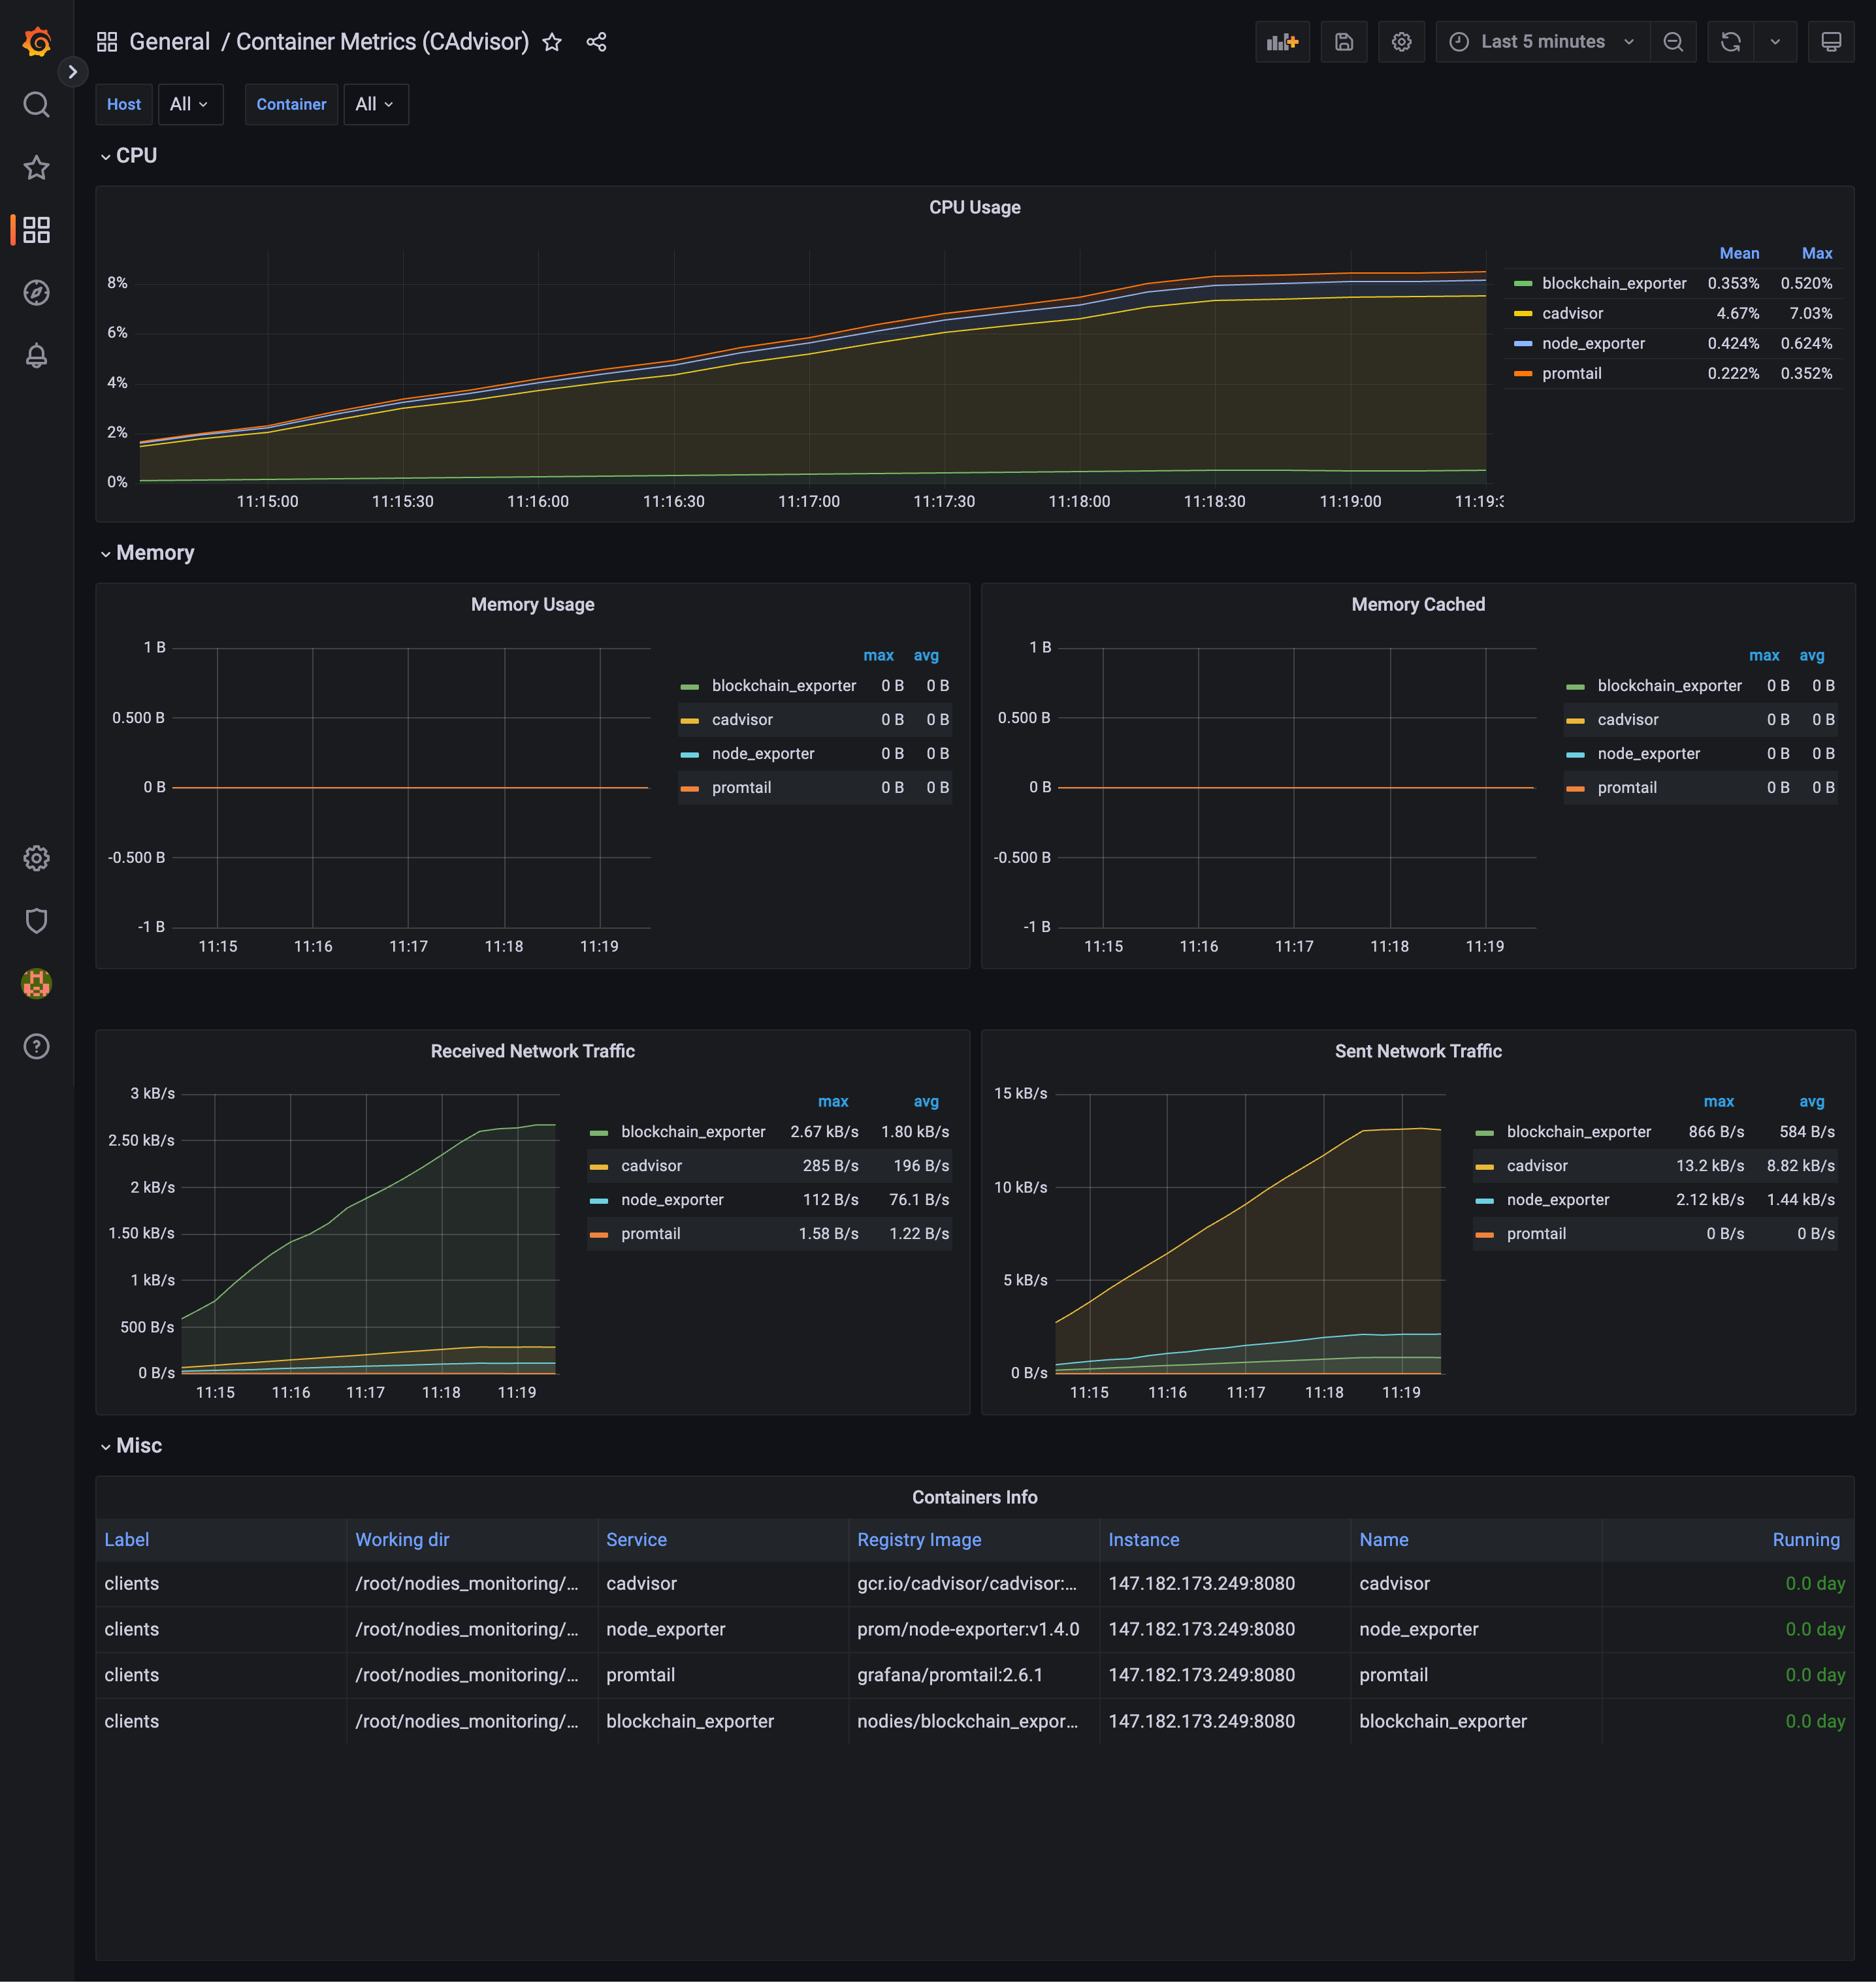 General / Container Metrics (CAdvisor)
Last 5 minutes
Host All Container All
CPU
CPU Usage
8%
6%
4%
2%
0%
11:15:00 11:15:30 11:16:00 11:16:30 11:17:00 11:17:30 11:18:00 11:18:30 11:19:00 11:19:3
Mean Max
blockchain_exporter 0.353% 0.520%
cadvisor 4.67% 7.03%
node_exporter 0.424% 0.624%
promtail 0.222% 0.352%
Memory
Memory Usage
1 B
0.500 B
0 B
-0.500 B
-1 B
11:15 11:16 11:17 11:18 11:19
max avg
blockchain_exporter 0 B 0 B
cadvisor 0 B 0 B
node_exporter 0 B 0 B
promtail 0 B 0 B
Memory Cached
1 B
0.500 B
0 B
-0.500 B
-1 B
11:15 11:16 11:17 11:18 11:19
max avg
blockchain_exporter 0 B 0 B
cadvisor 0 B 0 B
node_exporter 0 B 0 B
promtail 0 B 0 B
Received Network Traffic
3 kB/s
2.50 kB/s
2 kB/s
1.50 kB/s
1 kB/s
500 B/s
0 B/s
11:15 11:16 11:17 11:18 11:19
max avg
blockchain_exporter 2.67 kB/s 1.80 kB/s
cadvisor 285 B/s 196 B/s
node_exporter 112 B/s 76.1 B/s
promtail 1.58 B/s 1.22 B/s
Sent Network Traffic
15 kB/s
10 kB/s
5 kB/s
0 B/s
11:15 11:16 11:17 11:18 11:19
max avg
blockchain_exporter 866 B/s 584 B/s
cadvisor 13.2 kB/s 8.82 kB/s
node_exporter 2.12 kB/s 1.44 kB/s
promtail 0 B/s 0 B/s
Misc
Containers Info
Label Working dir Service Registry Image Instance Name Running
clients /root/nodies_monitoring/... cadvisor gcr.io/cadvisor/cadvisor:... 147.182.173.249:8080 cadvisor 0.0 day
clients /root/nodies_monitoring/... node_exporter prom/node-exporter:v1.4.0 147.182.173.249:8080 node_exporter 0.0 day
clients /root/nodies_monitoring/... promtail grafana/promtail:2.6.1 147.182.173.249:8080 promtail 0.0 day
clients /root/nodies_monitoring/... blockchain_exporter nodies/blockchain_expor... 147.182.173.249:8080 blockchain_exporter 0.0 day